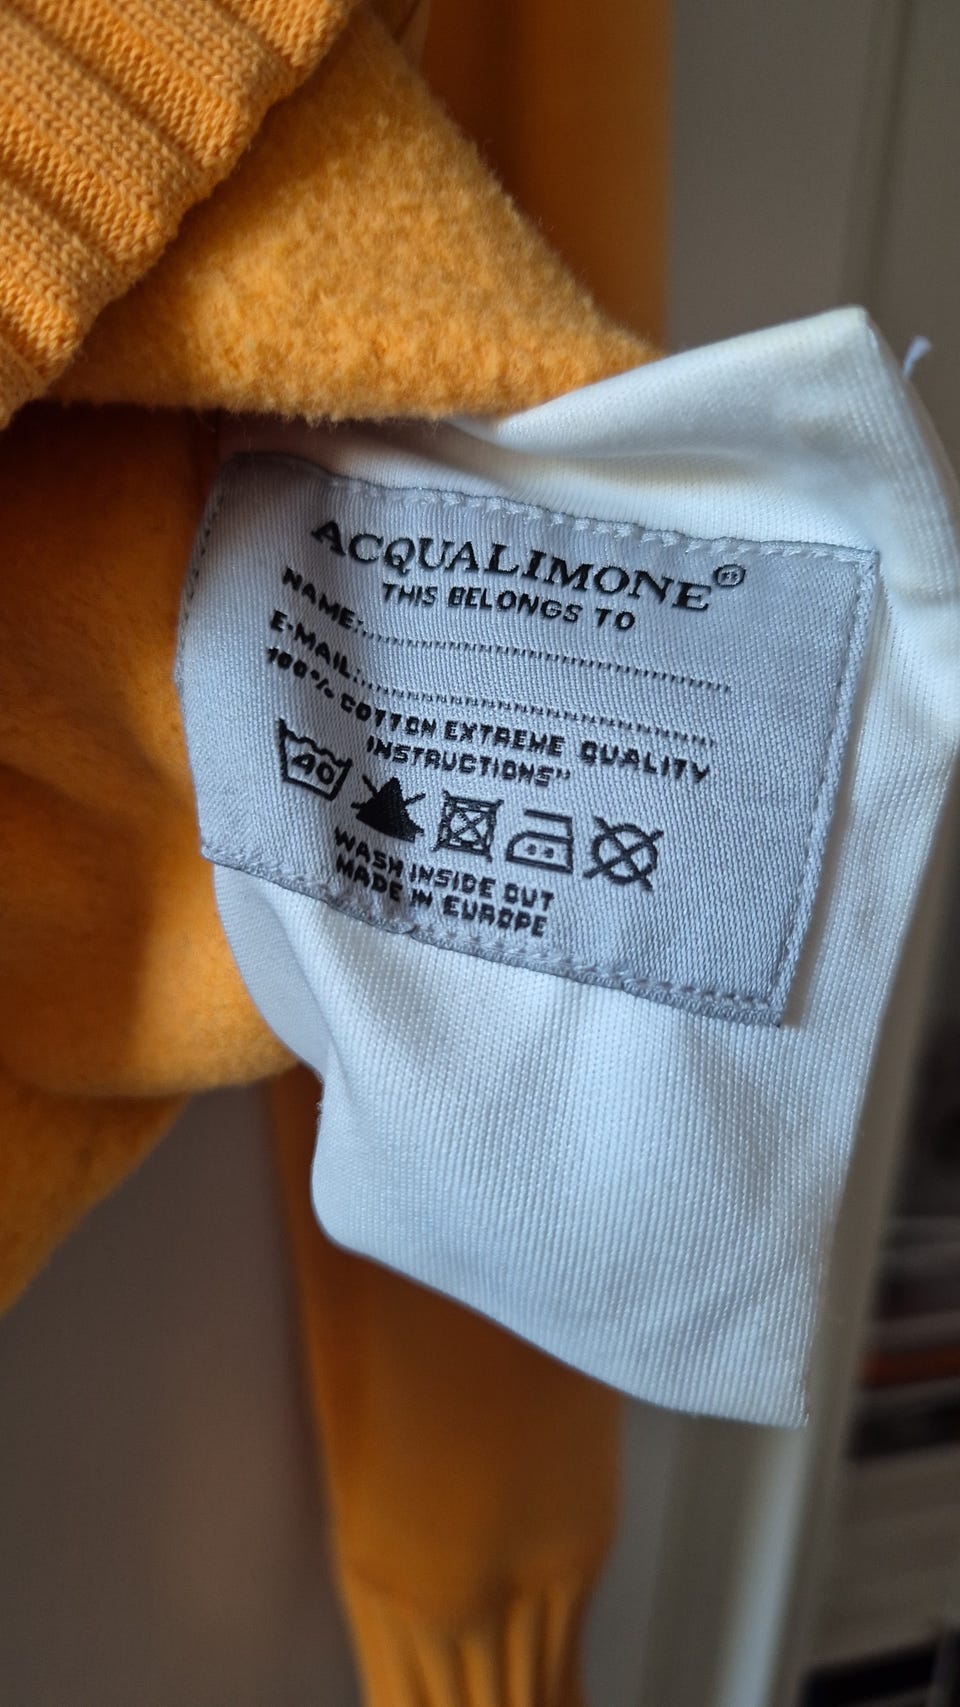 ACQUALIMONE®
THIS BELONGS TO
NAME:........................................
E-MAIL:........................................
100% COTTON EXTREME QUALITY
INSTRUCTIONS"
40
WASH INSIDE OUT
MADE IN EUROPE